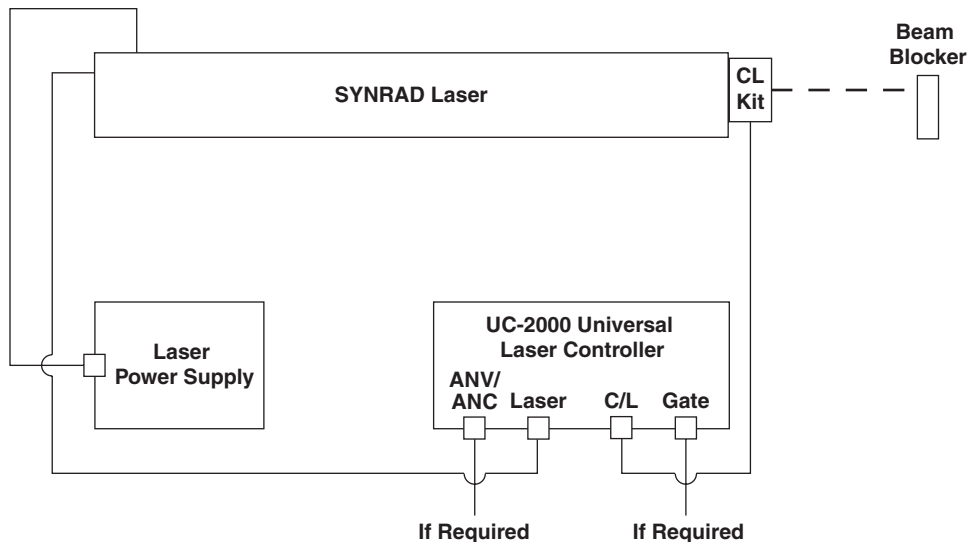 Beam
Blocker
SYNRAD Laser
CL
Kit
Laser
Power Supply
UC-2000 Universal
Laser Controller
ANV/
ANC Laser C/L Gate
If Required If Required